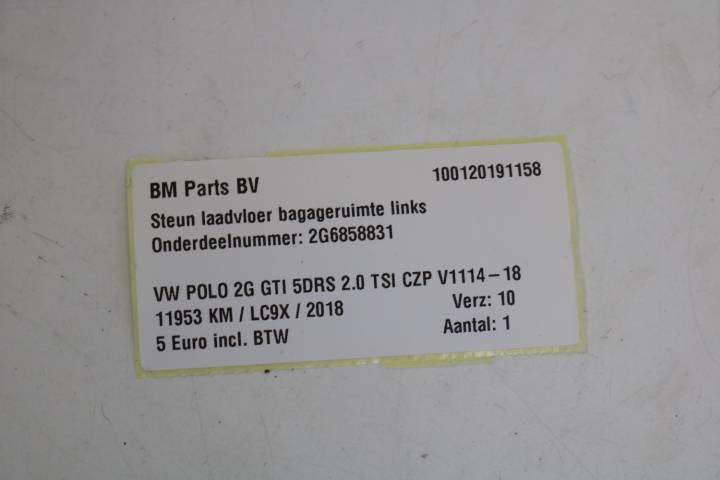 BM Parts BV 100120191158
Steun laadvloer bagageruimte links
Onderdeelnummer: 2G6858831
VW POLO 2G GTI 5DRS 2.0 TSI CZP V1114-18
11953 KM / LC9X / 2018 Verz: 10
5 Euro incl. BTW Aantal: 1